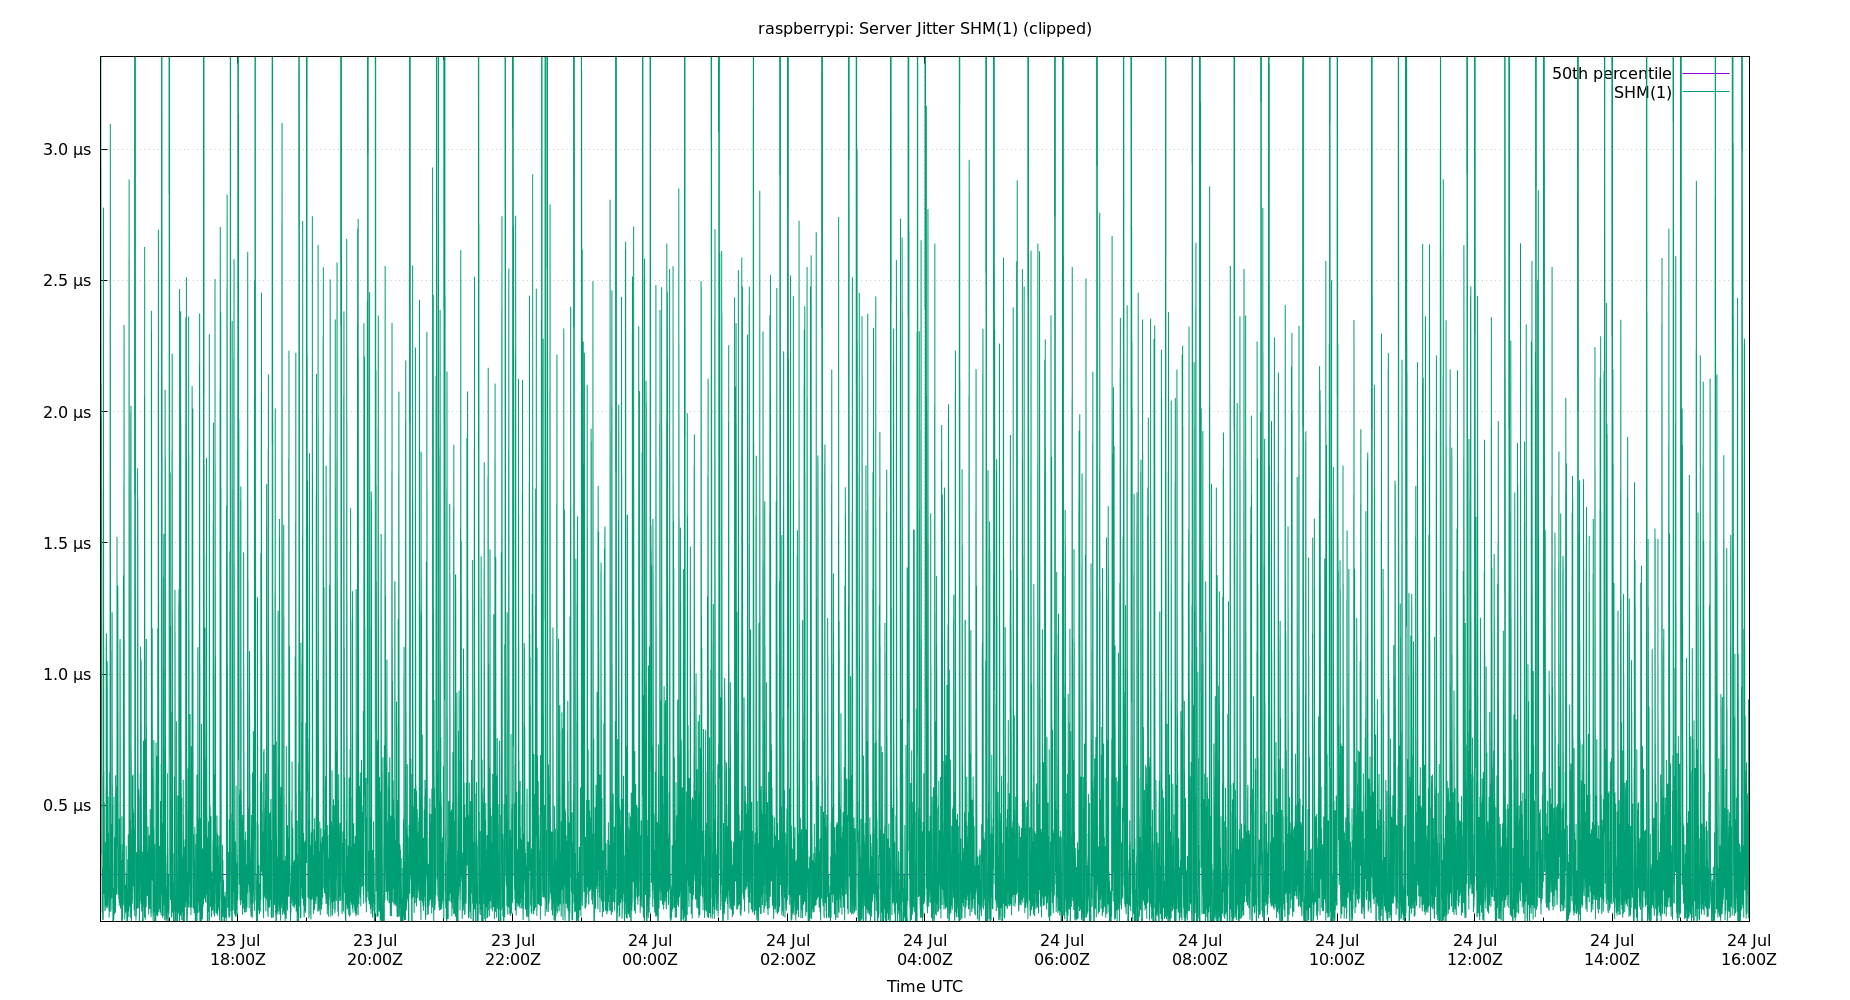 raspberrypi: Server Jitter SHM(1) (clipped)
50th percentile
SHM(1)
3.0 µs
2.5 µs
2.0 µs
1.5 µs
1.0 µs
0.5 µs
23 Jul 23 Jul 23 Jul 24 Jul 24 Jul 24 Jul 24 Jul 24 Jul 24 Jul 24 Jul 24 Jul 24 Jul
18:00Z 20:00Z 22:00Z 00:00Z 02:00Z 04:00Z 06:00Z 08:00Z 10:00Z 12:00Z 14:00Z 16:00Z
Time UTC